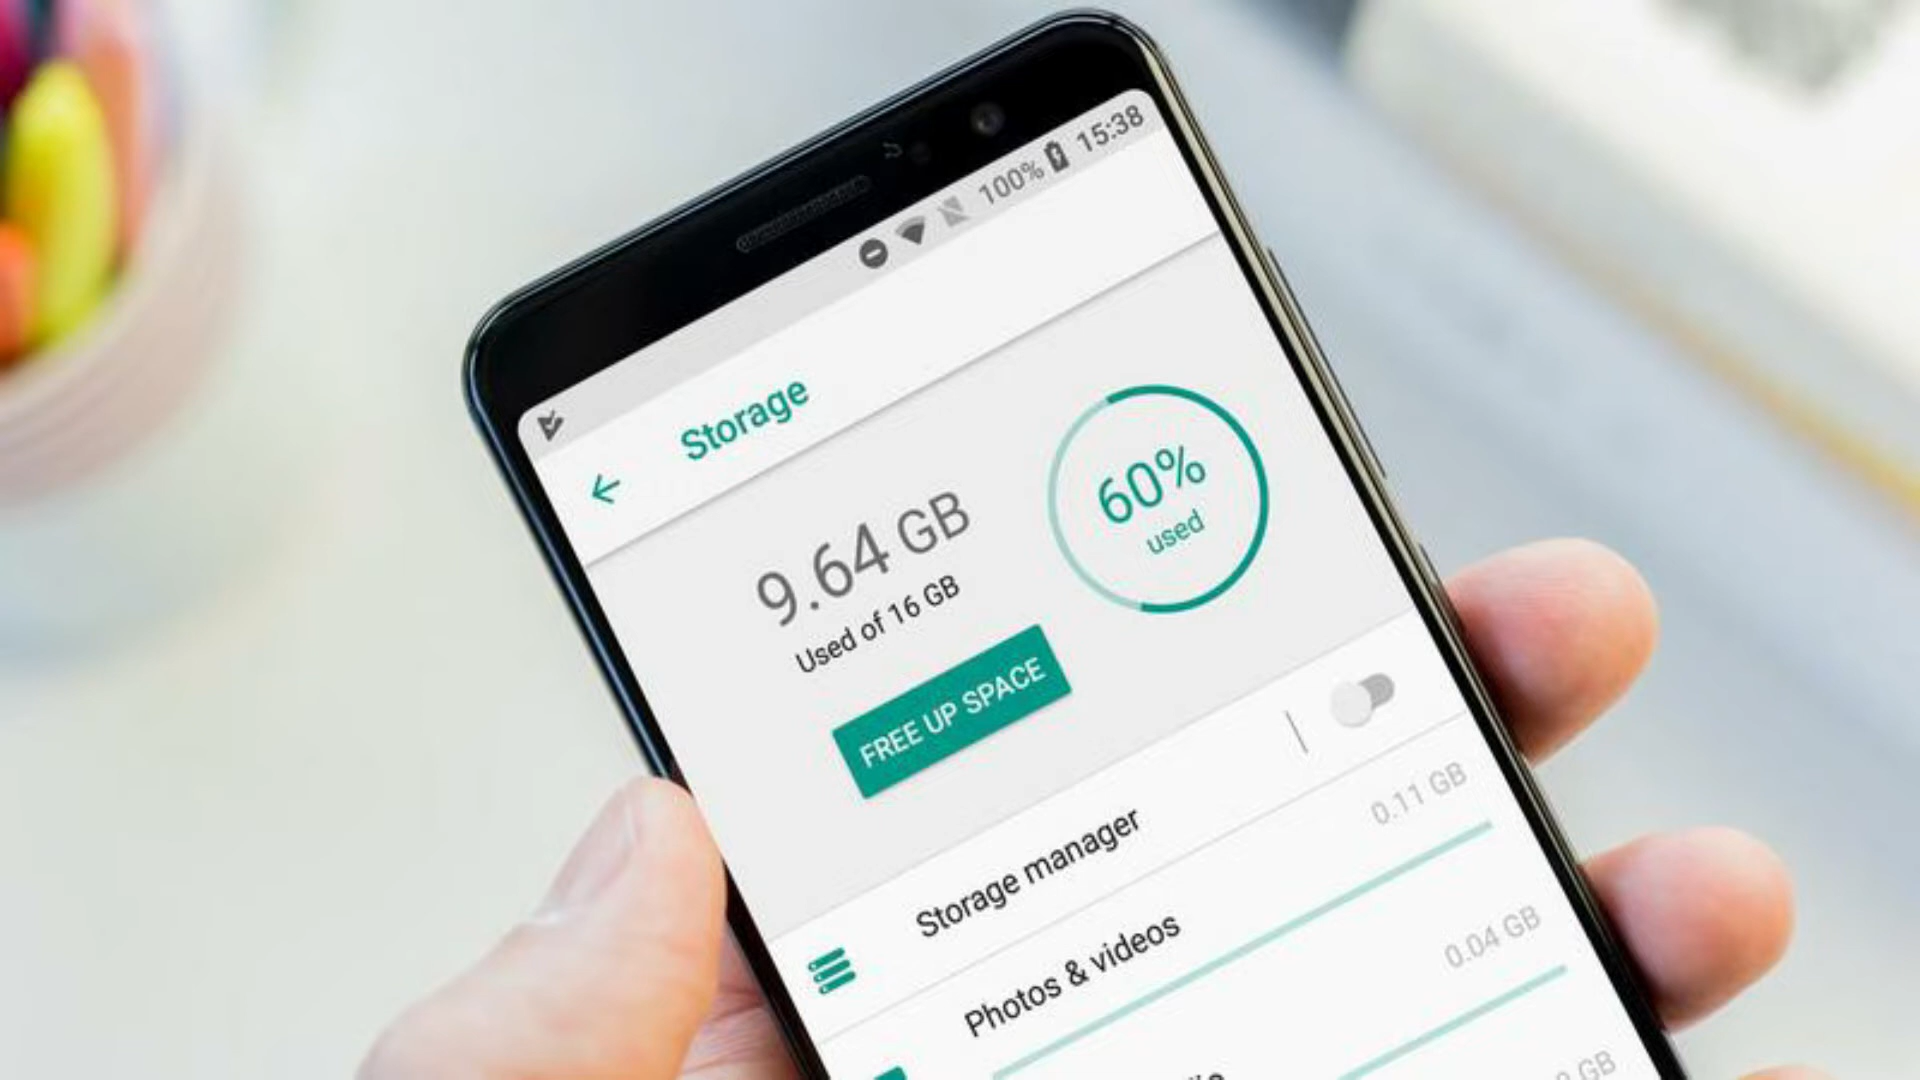 100% 15:38
Storage
9.64 GB
Used of 16 GB
60%
used
FREE UP SPACE
Storage manager
Photos & videos
0.11 GB
0.04 GB
GB